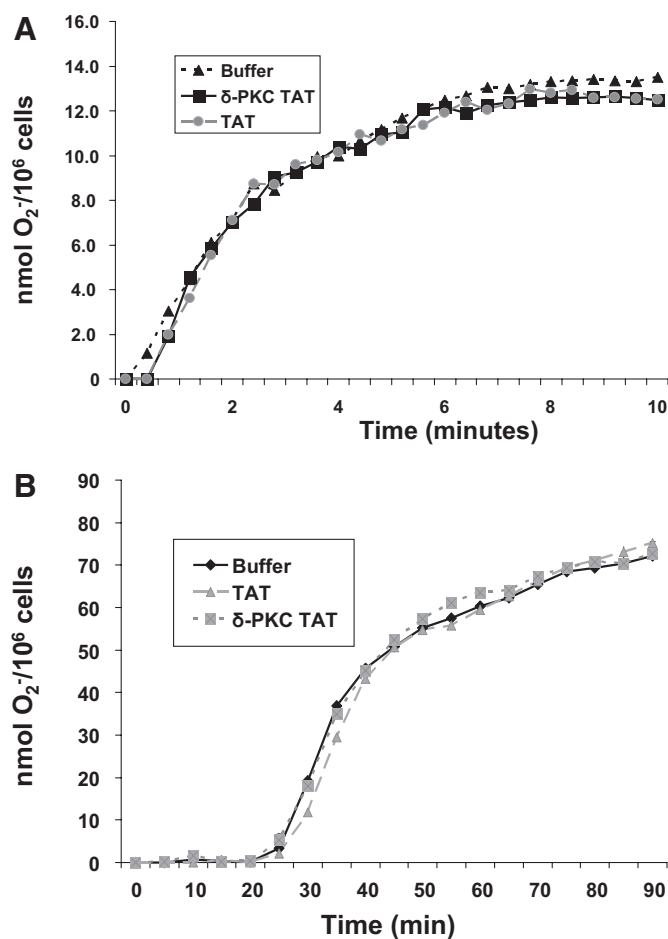 A
16.0
14.0
12.0
10.0
8.0
6.0
4.0
2.0
0
nmol O₂⁻/10⁶ cells
Buffer
δ-PKC TAT
TAT
0 2 4 6 8 10
Time (minutes)
B
90
80
70
60
50
40
30
20
10
0
nmol O₂⁻/10⁶ cells
Buffer
TAT
δ-PKC TAT
0 10 20 30 40 50 60 70 80 90
Time (min)